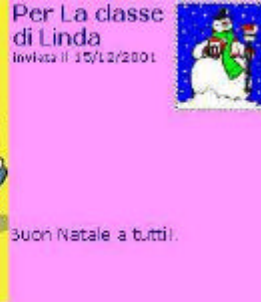 Per La classe
di Linda
inviata il 15/12/2001
Buon Natale a tutti!.